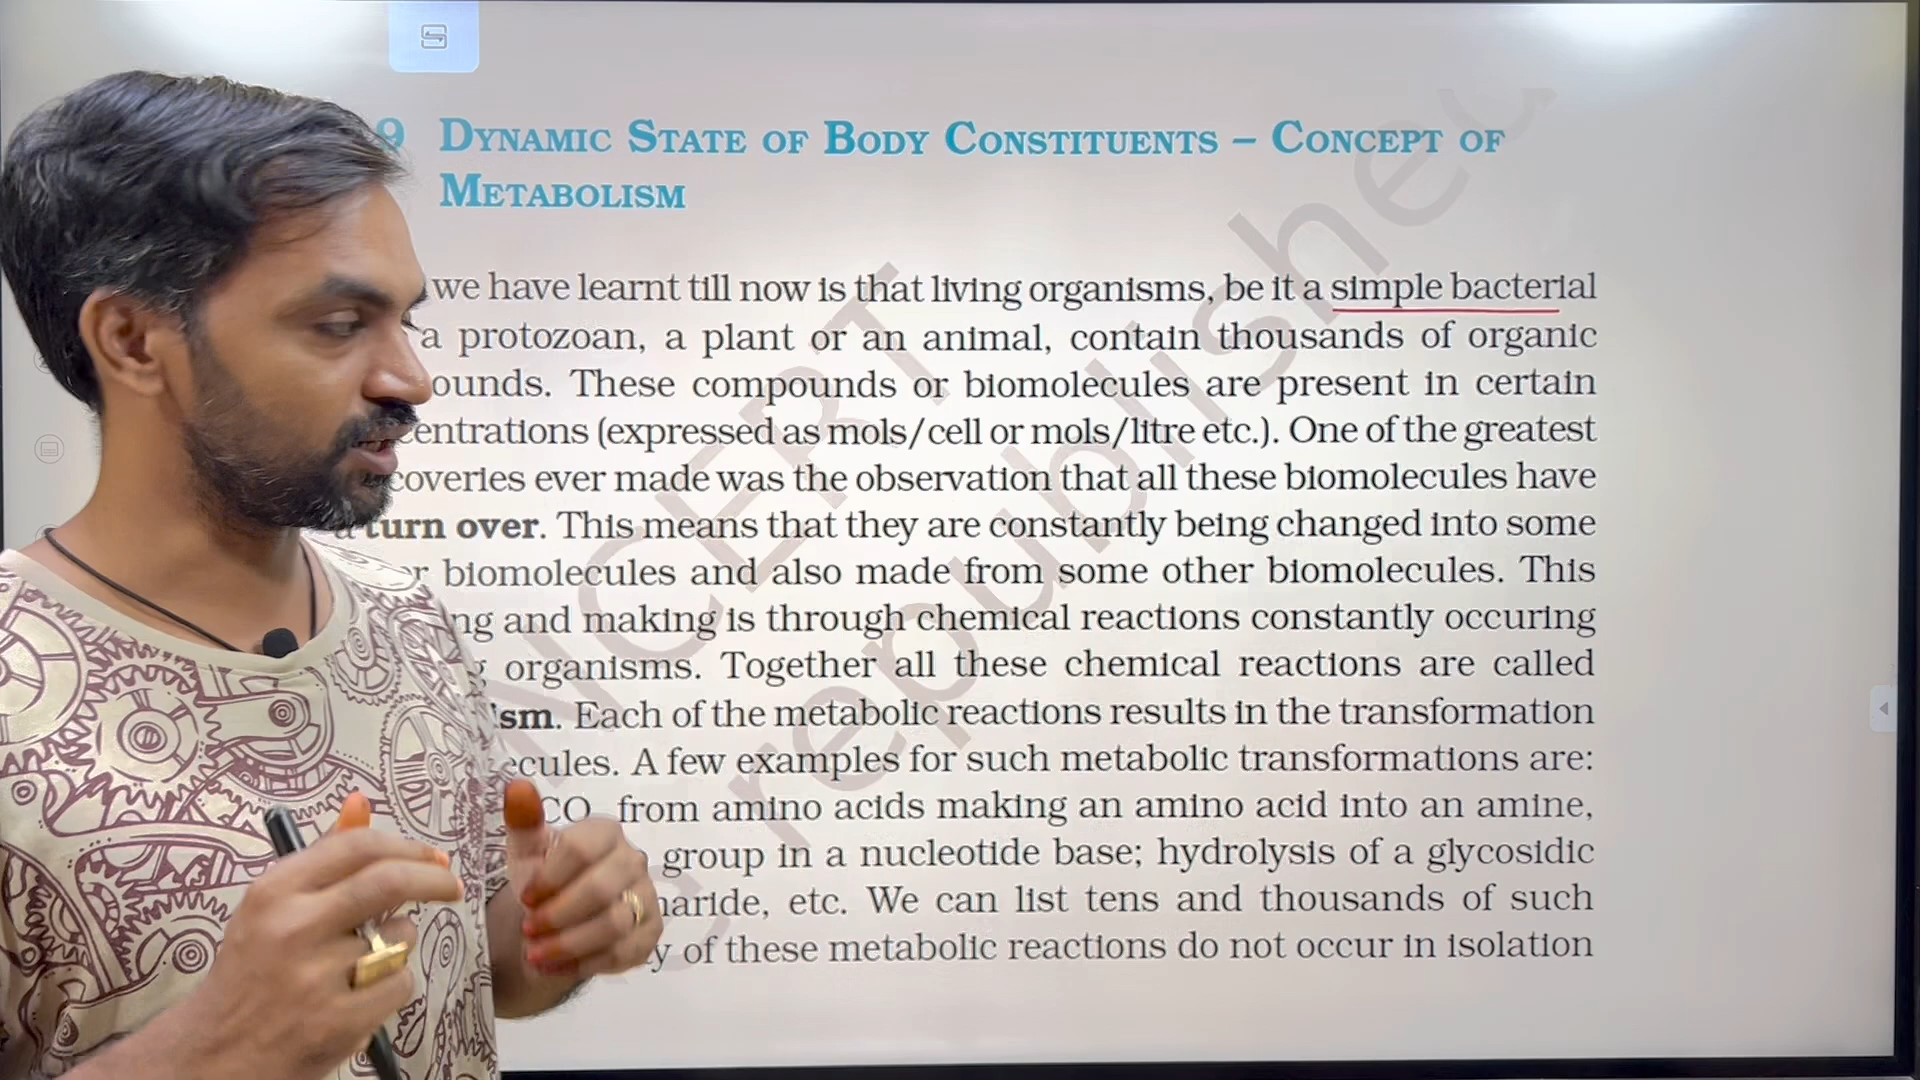 9 DYNAMIC STATE OF BODY CONSTITUENTS – CONCEPT OF
METABOLISM
we have learnt till now is that living organisms, be it a simple bacterial
a protozoan, a plant or an animal, contain thousands of organic
ounds. These compounds or biomolecules are present in certain
entrations (expressed as mols/cell or mols/litre etc.). One of the greatest
coveries ever made was the observation that all these biomolecules have
a turn over. This means that they are constantly being changed into some
r biomolecules and also made from some other biomolecules. This
ng and making is through chemical reactions constantly occuring
g organisms. Together all these chemical reactions are called
ism. Each of the metabolic reactions results in the transformation
ecules. A few examples for such metabolic transformations are:
CO from amino acids making an amino acid into an amine,
group in a nucleotide base; hydrolysis of a glycosidic
haride, etc. We can list tens and thousands of such
y of these metabolic reactions do not occur in isolation
NCERT
republished